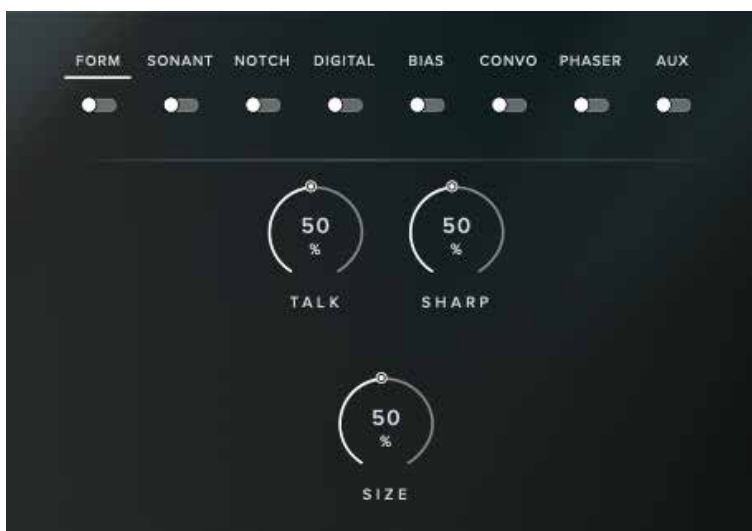 FORM SONANT NOTCH DIGITAL BIAS CONVO PHASER AUX
50 50
% %
TALK SHARP
50
%
SIZE